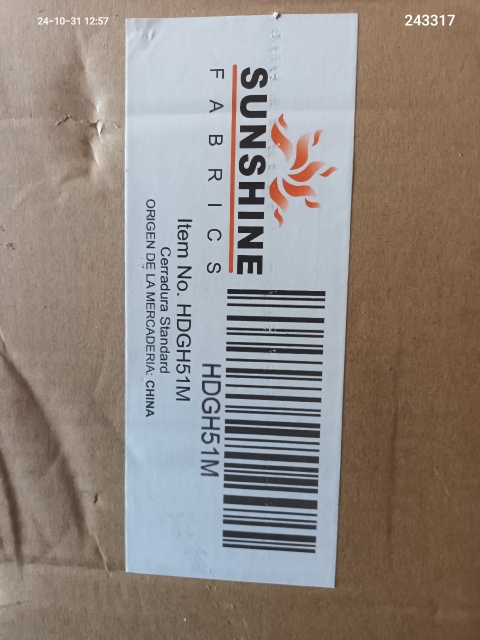 24-10-31 12:57
243317
SUNSHINE
FABRICS
HDGH51M
Item No. HDGH51M
Cerradura Standard
ORIGEN DE LA MERCADERIA: CHINA